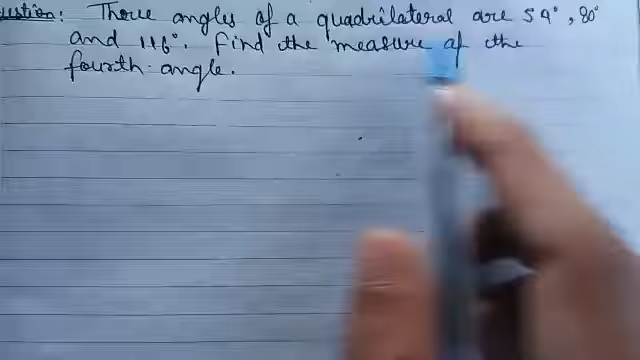 Question: Three angles of a quadrilateral are 54°, 80°
and 116°. Find the measure of the
fourth angle.